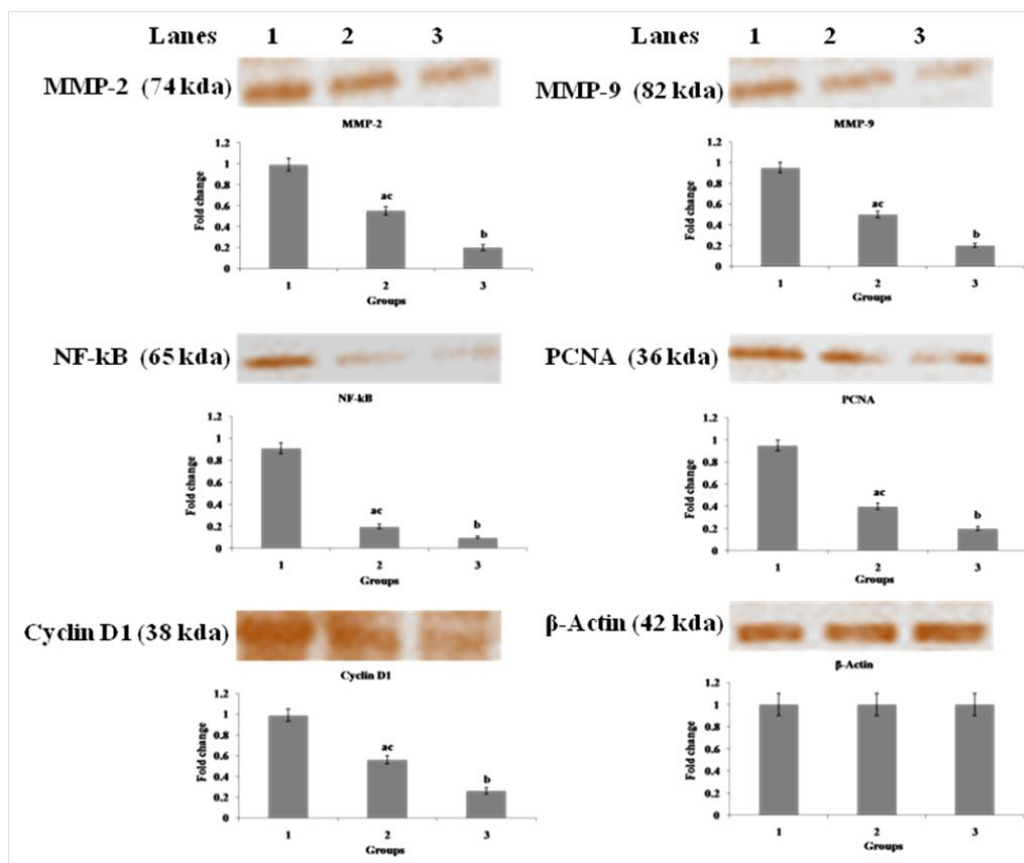 Lanes 1 2 3
MMP-2 (74 kda)
MMP-2
1.2
1
0.8
0.6
0.4
0.2
0
Fold change
ac
b
1 2 3
Groups
Lanes 1 2 3
MMP-9 (82 kda)
MMP-9
1.2
1
0.8
0.6
0.4
0.2
0
Fold change
ac
b
1 2 3
Groups
NF-kB (65 kda)
NF-kB
1.2
1
0.8
0.6
0.4
0.2
0
Fold change
ac
b
1 2 3
Groups
PCNA (36 kda)
PCNA
1.2
1
0.8
0.6
0.4
0.2
0
Fold change
ac
b
1 2 3
Groups
Cyclin D1 (38 kda)
Cyclin D1
1.2
1
0.8
0.6
0.4
0.2
0
Fold change
ac
b
1 2 3
Groups
β-Actin (42 kda)
β-Actin
1.2
1
0.8
0.6
0.4
0.2
0
Fold change
1 2 3
Groups